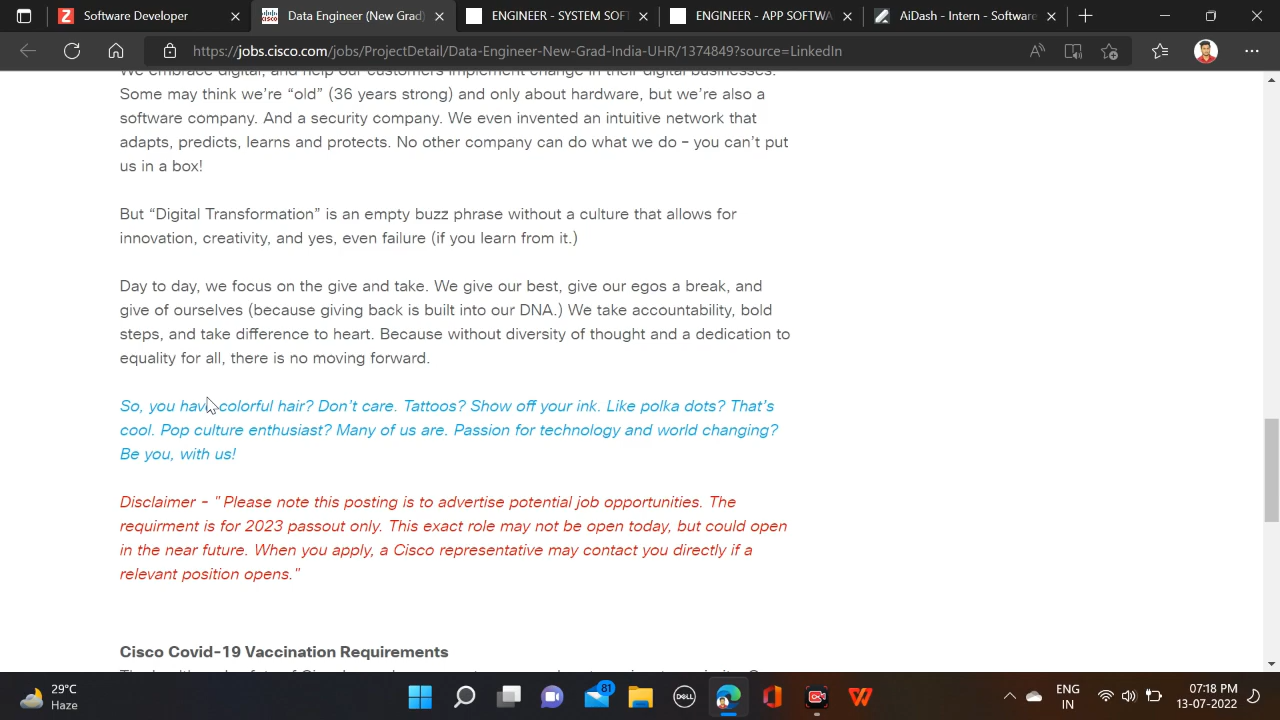 Software Developer
Data Engineer (New Grad)
ENGINEER - SYSTEM SOFT
ENGINEER - APP SOFTWA
AiDash - Intern - Software
https://jobs.cisco.com/jobs/ProjectDetail/Data-Engineer-New-Grad-India-UHR/1374849?source=LinkedIn
We embrace digital, and help our customers implement change in their digital businesses.
Some may think we're “old” (36 years strong) and only about hardware, but we're also a
software company. And a security company. We even invented an intuitive network that
adapts, predicts, learns and protects. No other company can do what we do – you can't put
us in a box!
But “Digital Transformation” is an empty buzz phrase without a culture that allows for
innovation, creativity, and yes, even failure (if you learn from it.)
Day to day, we focus on the give and take. We give our best, give our egos a break, and
give of ourselves (because giving back is built into our DNA.) We take accountability, bold
steps, and take difference to heart. Because without diversity of thought and a dedication to
equality for all, there is no moving forward.
So, you have colorful hair? Don't care. Tattoos? Show off your ink. Like polka dots? That's
cool. Pop culture enthusiast? Many of us are. Passion for technology and world changing?
Be you, with us!
Disclaimer - "Please note this posting is to advertise potential job opportunities. The
requirment is for 2023 passout only. This exact role may not be open today, but could open
in the near future. When you apply, a Cisco representative may contact you directly if a
relevant position opens."
Cisco Covid-19 Vaccination Requirements
29°C
Haze
81
DELL
ENG
IN
07:18 PM
13-07-2022